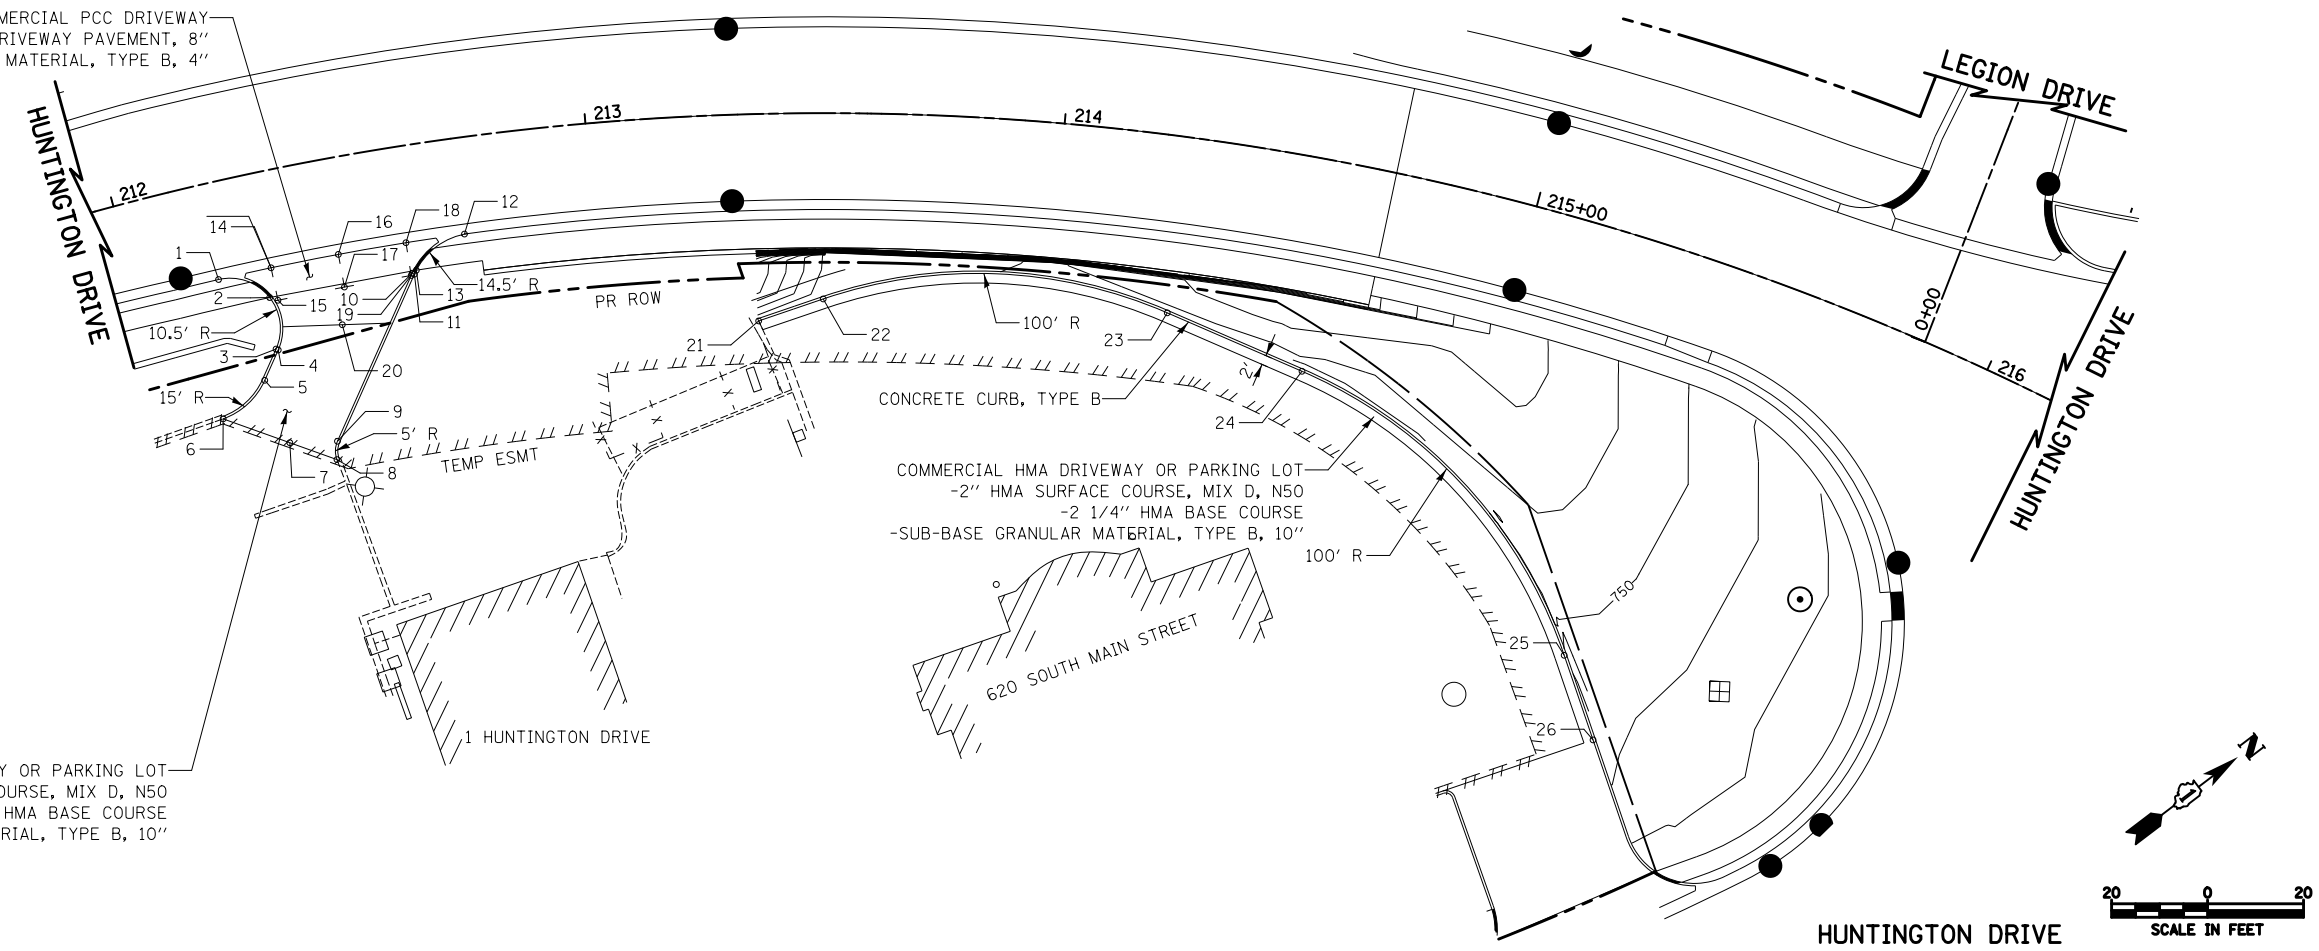 MERCIAL PCC DRIVEWAY
RIVEWAY PAVEMENT, 8"
MATERIAL, TYPE B, 4"
HUNTINGTON DRIVE
212
213
214
215+00
216
0+00
LEGION DRIVE
HUNTINGTON DRIVE
1
14
16
18
12
17
2
15
10
19
13
14.5' R
11
10.5' R
3
4
20
5
15' R
6
7
8
9
5' R
TEMP ESMT
PR ROW
21
22
100' R
23
2'
24
CONCRETE CURB, TYPE B
COMMERCIAL HMA DRIVEWAY OR PARKING LOT
-2" HMA SURFACE COURSE, MIX D, N50
-2 1/4" HMA BASE COURSE
-SUB-BASE GRANULAR MATERIAL, TYPE B, 10"
6
100' R
750
25
26
620 SOUTH MAIN STREET
1 HUNTINGTON DRIVE
Y OR PARKING LOT
OURSE, MIX D, N50
HMA BASE COURSE
RIAL, TYPE B, 10"
N
1
20 0 20
SCALE IN FEET
HUNTINGTON DRIVE